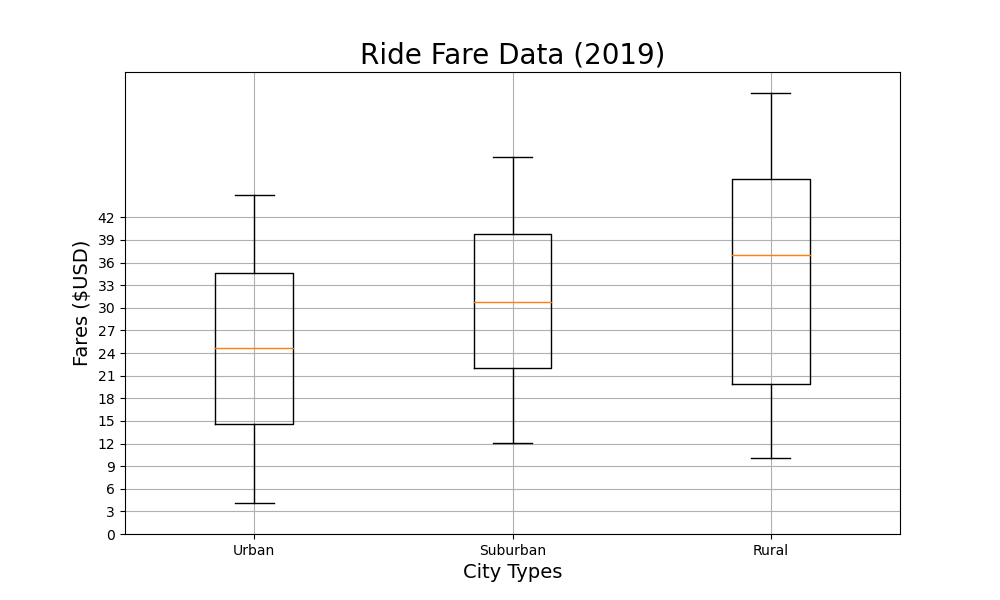 Ride Fare Data (2019)
Fares ($USD)
42
39
36
33
30
27
24
21
18
15
12
9
6
3
0
Urban
Suburban
Rural
City Types